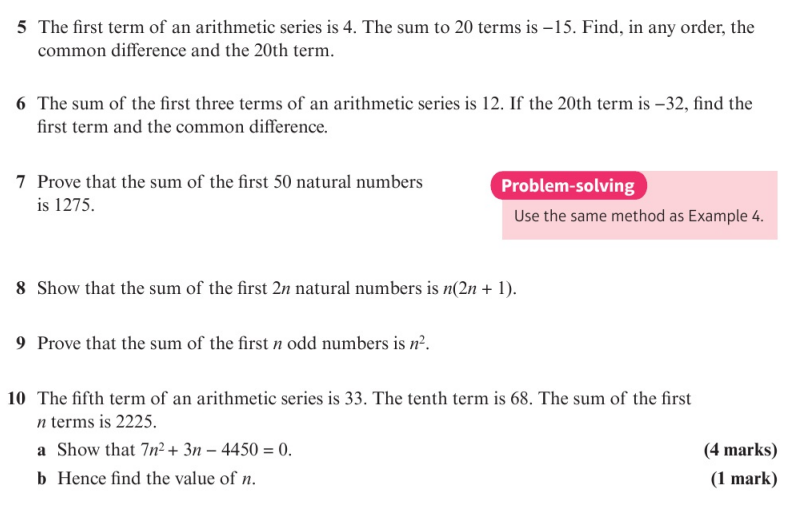 5 The first term of an arithmetic series is 4. The sum to 20 terms is −15. Find, in any order, the
common difference and the 20th term.
6 The sum of the first three terms of an arithmetic series is 12. If the 20th term is −32, find the
first term and the common difference.
7 Prove that the sum of the first 50 natural numbers
is 1275.
Problem-solving
Use the same method as Example 4.
8 Show that the sum of the first 2n natural numbers is n(2n + 1).
9 Prove that the sum of the first n odd numbers is n².
10 The fifth term of an arithmetic series is 33. The tenth term is 68. The sum of the first
n terms is 2225.
a Show that 7n² + 3n − 4450 = 0. (4 marks)
b Hence find the value of n. (1 mark)